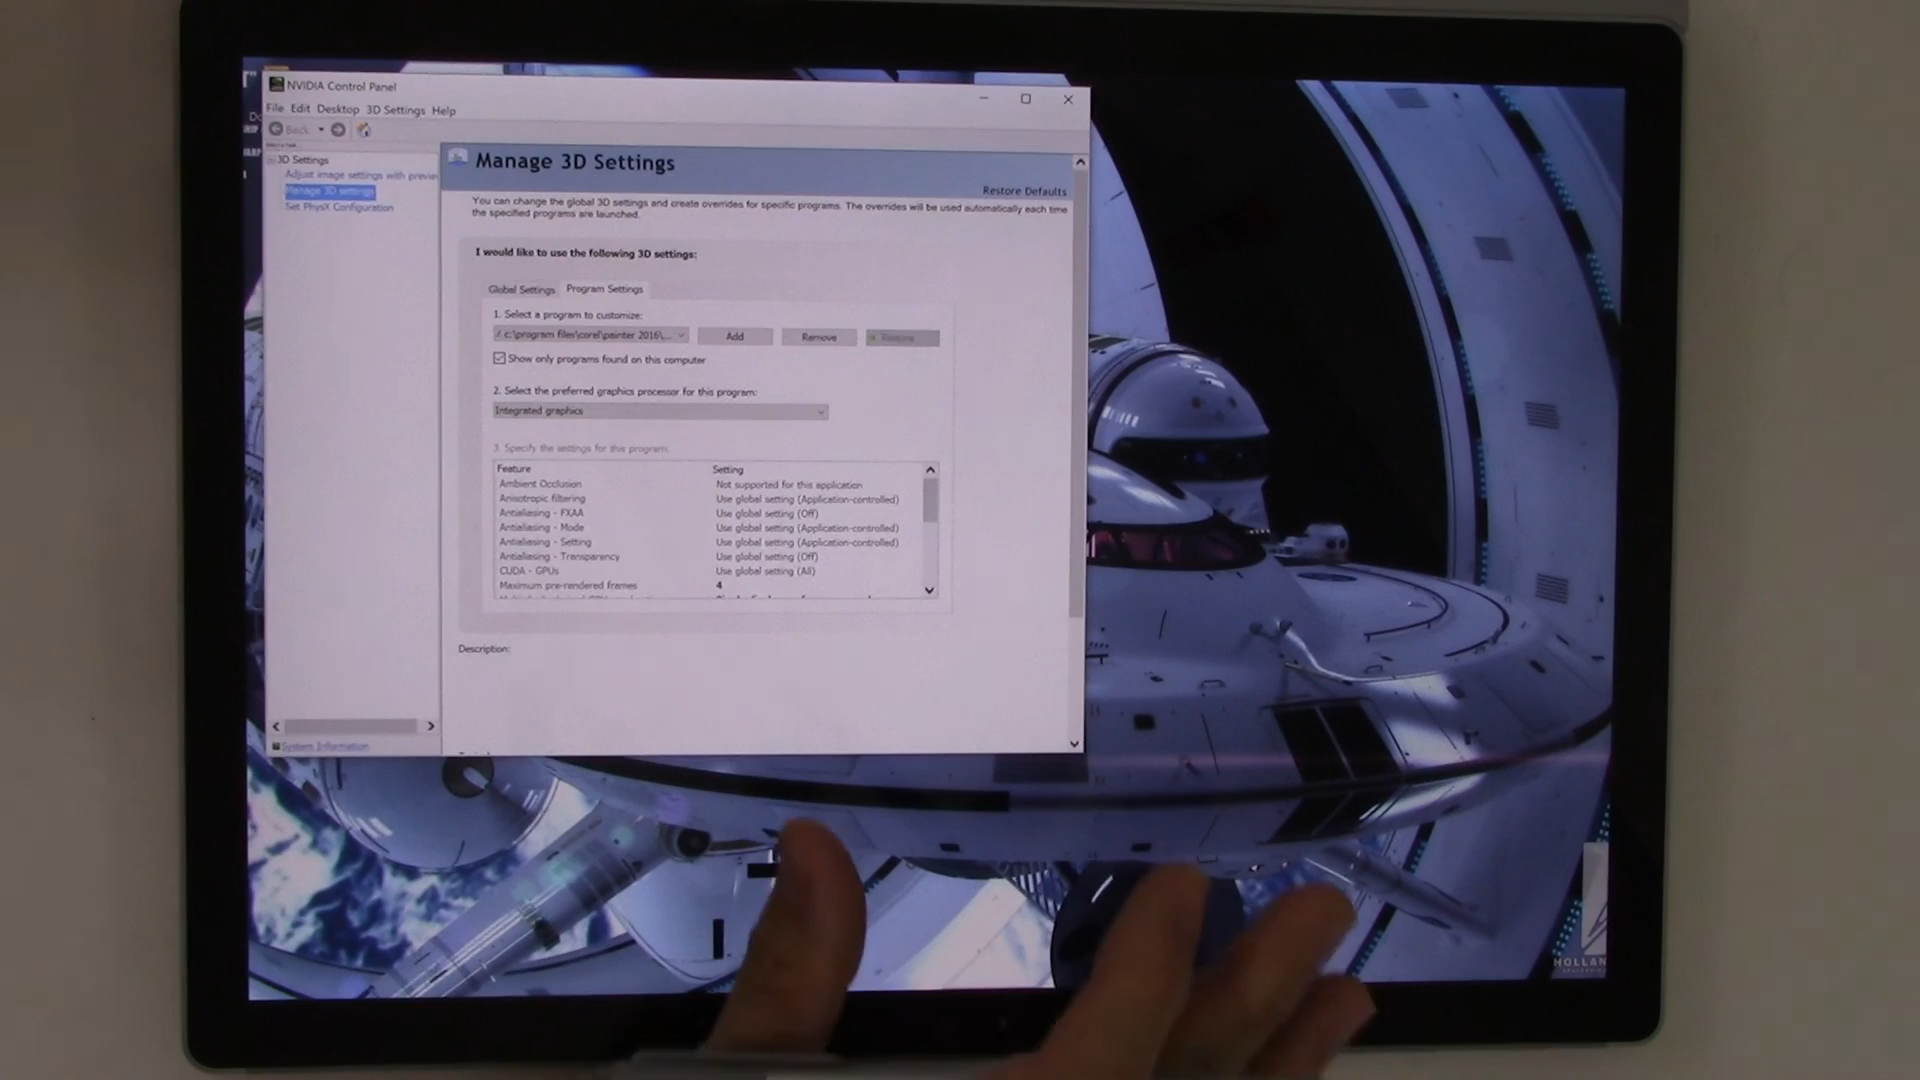 NVIDIA Control Panel
File Edit Desktop 3D Settings Help
Back
3D Settings
Adjust image settings with preview
Manage 3D settings
Set PhysX Configuration
System Information
Manage 3D Settings
Restore Defaults
You can change the global 3D settings and create overrides for specific programs. The overrides will be used automatically each time
the specified programs are launched.
I would like to use the following 3D settings:
Global Settings Program Settings
1. Select a program to customize:
c:\program files\corel\painter 2016\... Add Remove Restore
Show only programs found on this computer
2. Select the preferred graphics processor for this program:
Integrated graphics
3. Specify the settings for this program:
Feature Setting
Ambient Occlusion Not supported for this application
Anisotropic filtering Use global setting (Application-controlled)
Antialiasing - FXAA Use global setting (Off)
Antialiasing - Mode Use global setting (Application-controlled)
Antialiasing - Setting Use global setting (Application-controlled)
Antialiasing - Transparency Use global setting (Off)
CUDA - GPUs Use global setting (All)
Maximum pre-rendered frames 4
Description:
HOLLAN